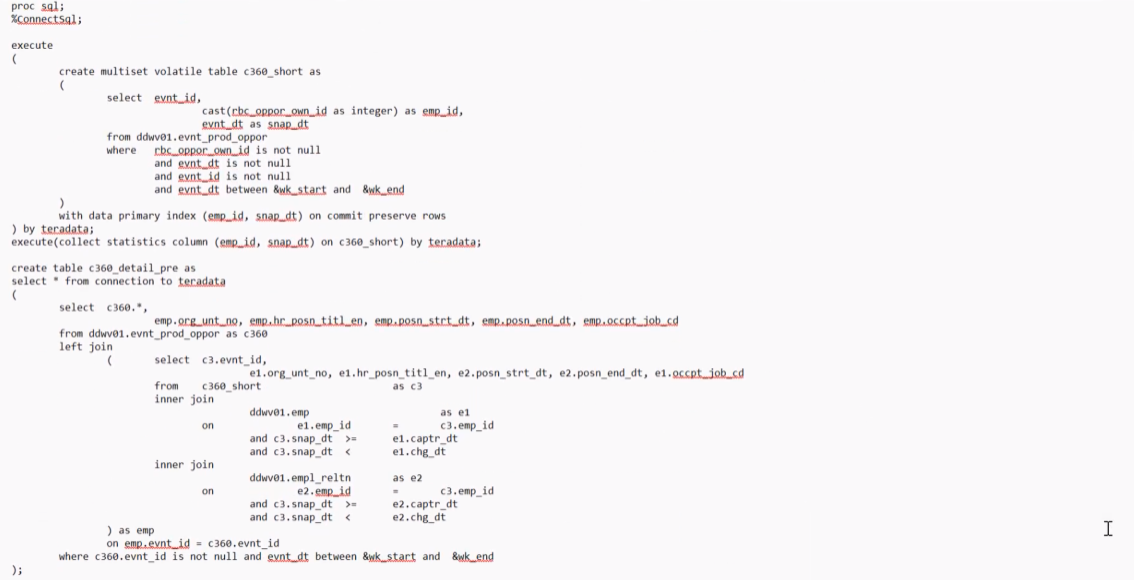 proc sql;
%ConnectSql;
execute
(
create multiset volatile table c360_short as
(
select evnt_id,
cast(rbc_oppor_own_id as integer) as emp_id,
evnt_dt as snap_dt
from ddwv01.evnt_prod_oppor
where rbc_oppor_own_id is not null
and evnt_dt is not null
and evnt_id is not null
and evnt_dt between &wk_start and &wk_end
)
with data primary index (emp_id, snap_dt) on commit preserve rows
) by teradata;
execute(collect statistics column (emp_id, snap_dt) on c360_short) by teradata;
create table c360_detail_pre as
select * from connection to teradata
(
select c360.*,
emp.org_unt_no, emp.hr_posn_titl_en, emp.posn_strt_dt, emp.posn_end_dt, emp.occpt_job_cd
from ddwv01.evnt_prod_oppor as c360
left join
( select c3.evnt_id,
e1.org_unt_no, e1.hr_posn_titl_en, e2.posn_strt_dt, e2.posn_end_dt, e1.occpt_job_cd
from c360_short as c3
inner join
ddwv01.emp as e1
on e1.emp_id = c3.emp_id
and c3.snap_dt >= e1.captr_dt
and c3.snap_dt < e1.chg_dt
inner join
ddwv01.empl_reltn as e2
on e2.emp_id = c3.emp_id
and c3.snap_dt >= e2.captr_dt
and c3.snap_dt < e2.chg_dt
) as emp
on emp.evnt_id = c360.evnt_id
where c360.evnt_id is not null and evnt_dt between &wk_start and &wk_end
);